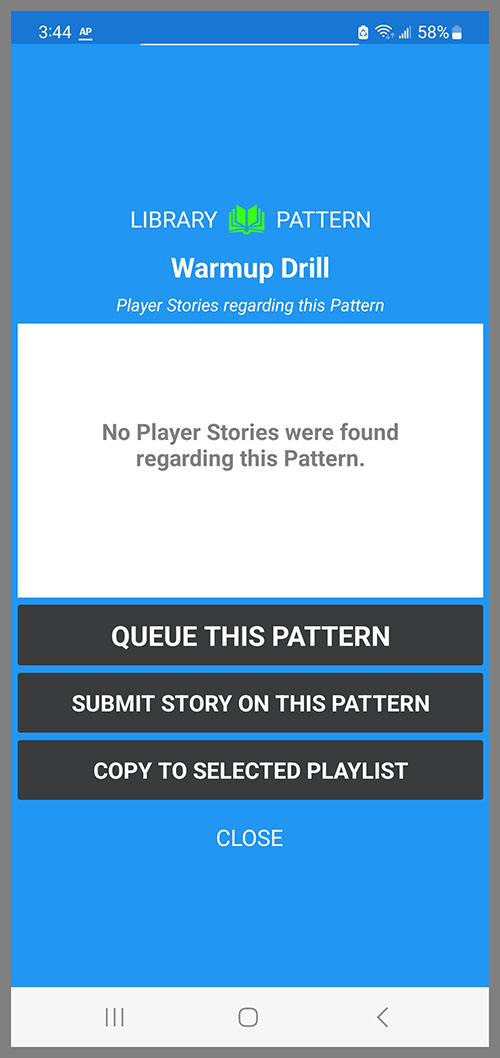 3:44 AP 58%
LIBRARY PATTERN
Warmup Drill
Player Stories regarding this Pattern
No Player Stories were found
regarding this Pattern.
QUEUE THIS PATTERN
SUBMIT STORY ON THIS PATTERN
COPY TO SELECTED PLAYLIST
CLOSE